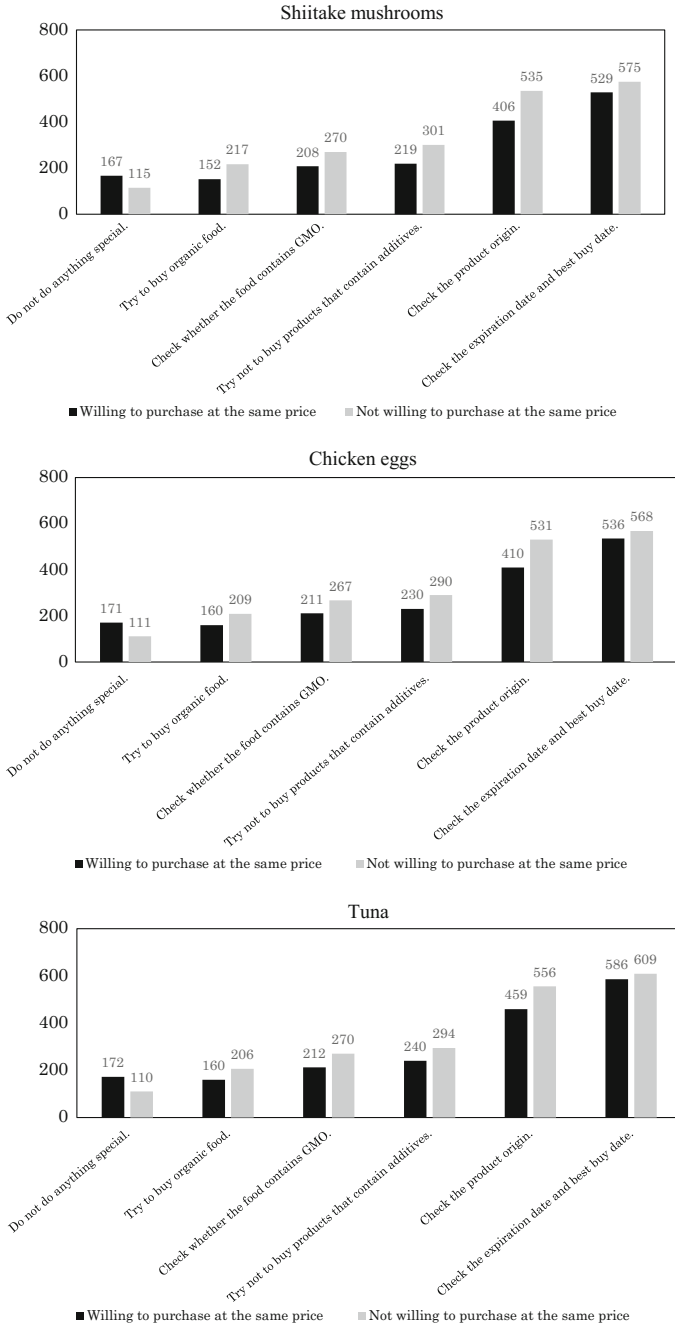 Shiitake mushrooms
800
600
400
200
0
167
115
152
217
208
270
219
301
406
535
529
575
Do not do anything special.
Try to buy organic food.
Check whether the food contains GMO.
Try not to buy products that contain additives.
Check the product origin.
Check the expiration date and best buy date.
Willing to purchase at the same price
Not willing to purchase at the same price
Chicken eggs
800
600
400
200
0
171
111
160
209
211
267
230
290
410
531
536
568
Do not do anything special.
Try to buy organic food.
Check whether the food contains GMO.
Try not to buy products that contain additives.
Check the product origin.
Check the expiration date and best buy date.
Willing to purchase at the same price
Not willing to purchase at the same price
Tuna
800
600
400
200
0
172
110
160
206
212
270
240
294
459
556
586
609
Do not do anything special.
Try to buy organic food.
Check whether the food contains GMO.
Try not to buy products that contain additives.
Check the product origin.
Check the expiration date and best buy date.
Willing to purchase at the same price
Not willing to purchase at the same price